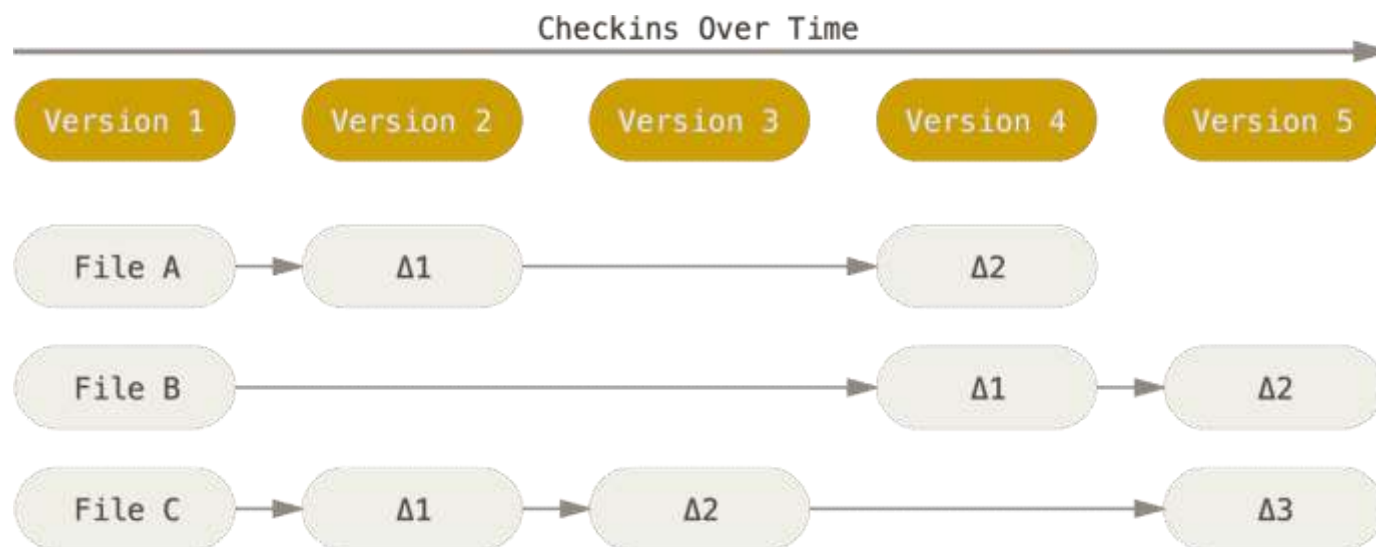 Checkins Over Time
Version 1 Version 2 Version 3 Version 4 Version 5
File A Δ1 Δ2
File B Δ1 Δ2
File C Δ1 Δ2 Δ3